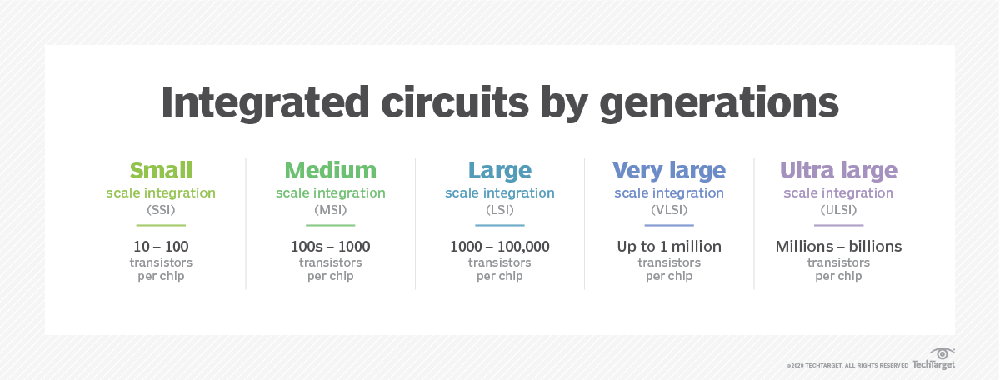 Integrated circuits by generations
Small
scale integration
(SSI)
10 – 100
transistors
per chip
Medium
scale integration
(MSI)
100s – 1000
transistors
per chip
Large
scale integration
(LSI)
1000 – 100,000
transistors
per chip
Very large
scale integration
(VLSI)
Up to 1 million
transistors
per chip
Ultra large
scale integration
(ULSI)
Millions – billions
transistors
per chip
©2020 TECHTARGET. ALL RIGHTS RESERVED TechTarget